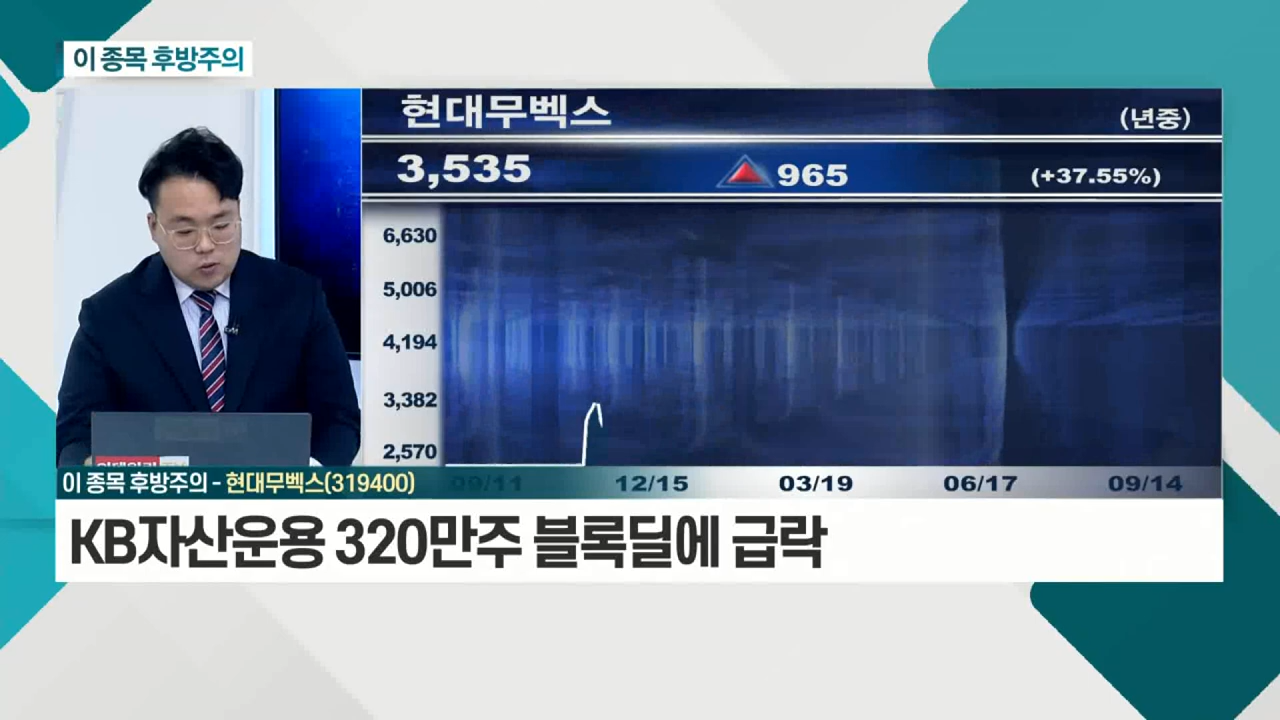 이 종목 후방주의
현대무벡스
(년중)
3,535
965
(+37.55%)
6,630
5,006
4,194
3,382
2,570
09/11
12/15
03/19
06/17
09/14
이 종목 후방주의 - 현대무벡스(319400)
KB자산운용 320만주 블록딜에 급락